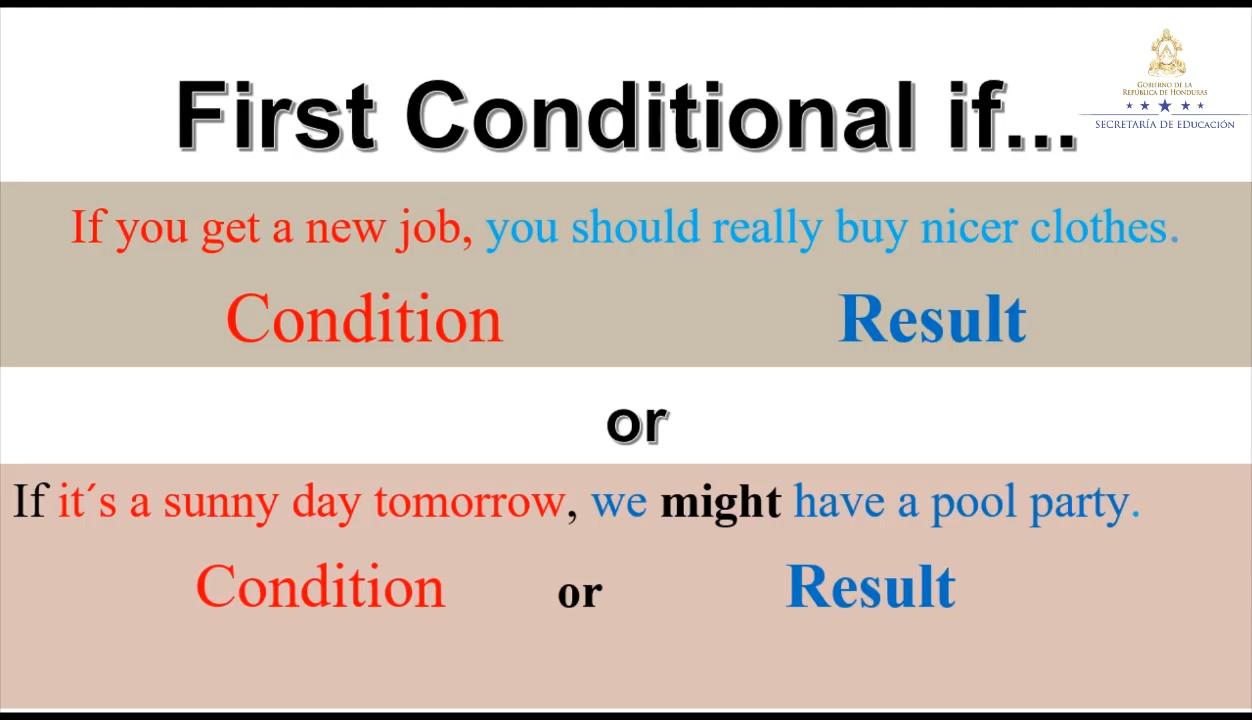 First Conditional if...
GOBIERNO DE LA
REPÚBLICA DE HONDURAS
SECRETARÍA DE EDUCACIÓN
If you get a new job, you should really buy nicer clothes.
Condition Result
or
If it´s a sunny day tomorrow, we might have a pool party.
Condition or Result